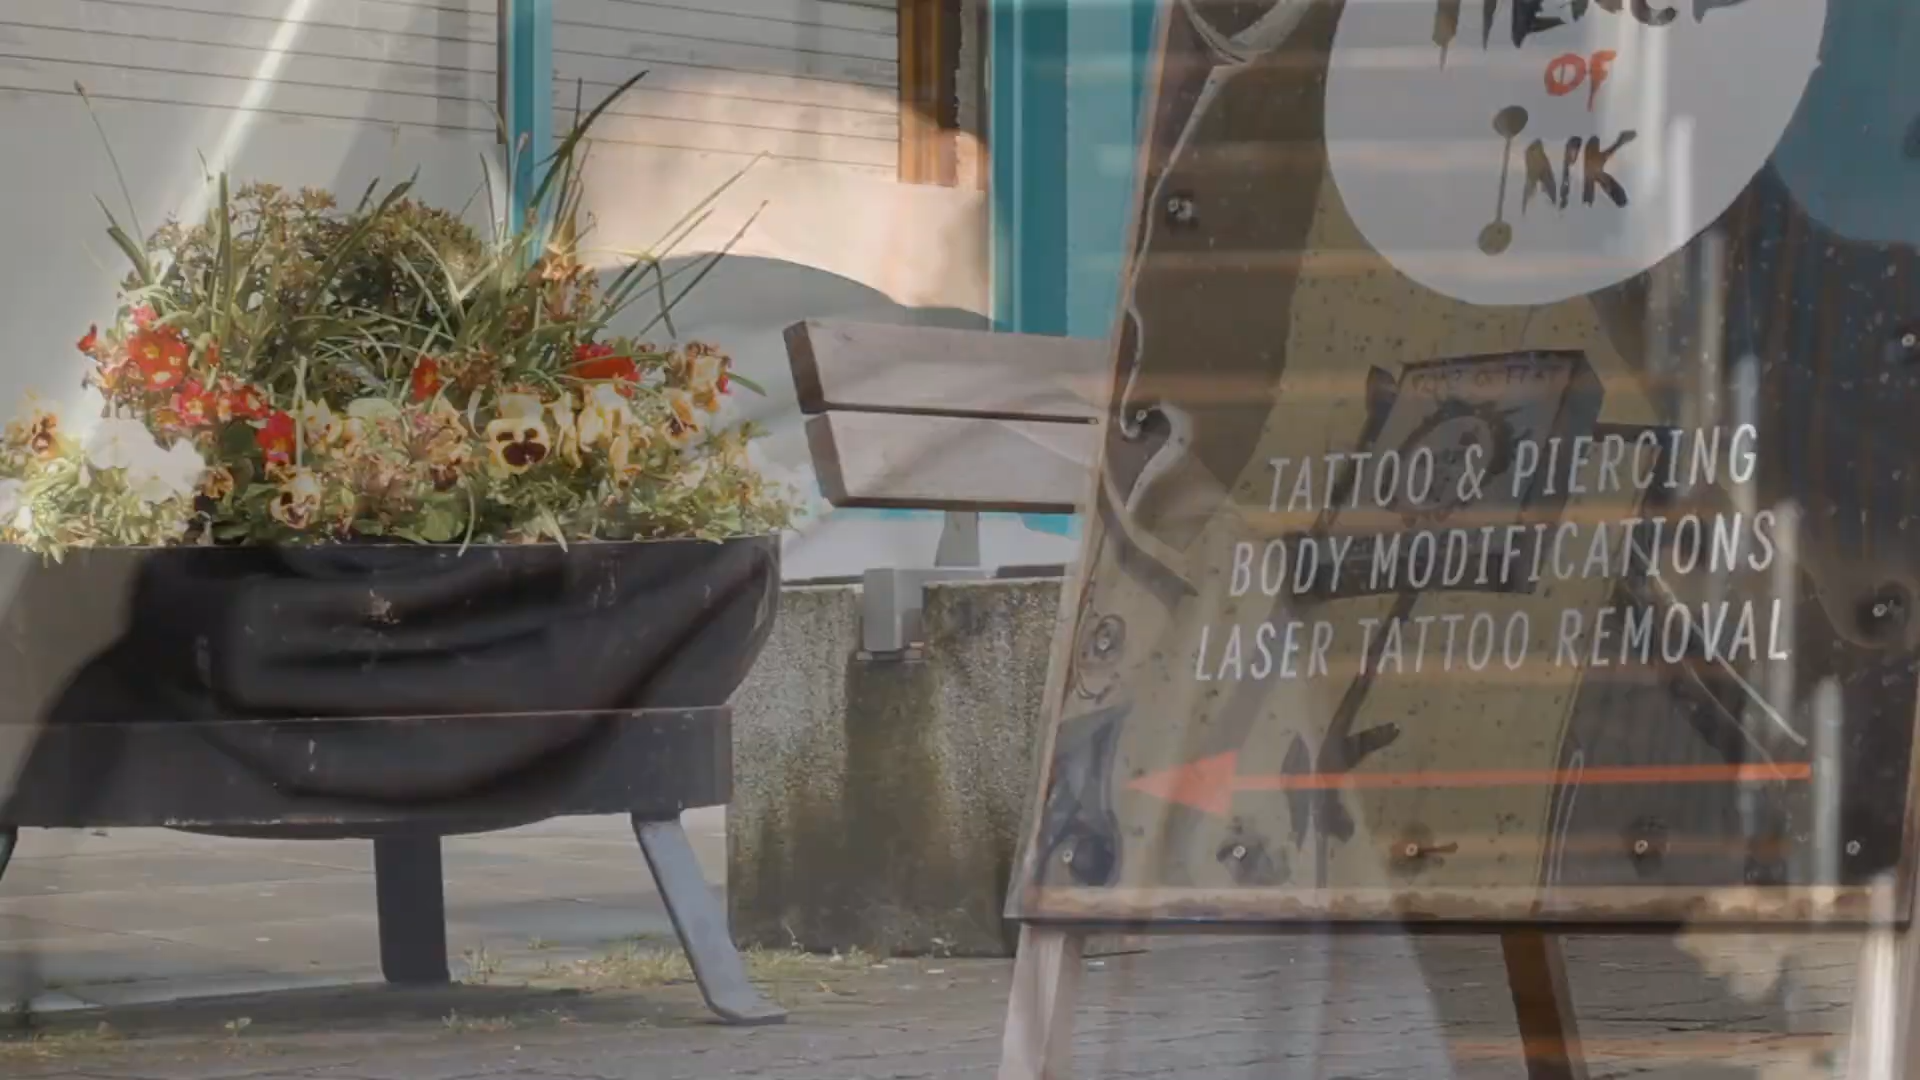 OF
INK
TATTOO & PIERCING
BODY MODIFICATIONS
LASER TATTOO REMOVAL